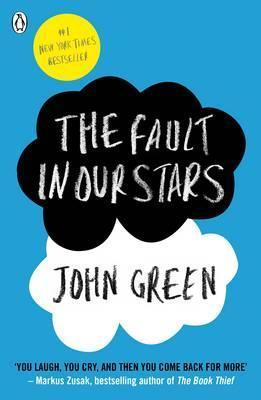 #1
NEW YORK TIMES
BESTSELLER
THE FAULT
IN OUR STARS
JOHN GREEN
'YOU LAUGH, YOU CRY, AND THEN YOU COME BACK FOR MORE'
– Markus Zusak, bestselling author of The Book Thief